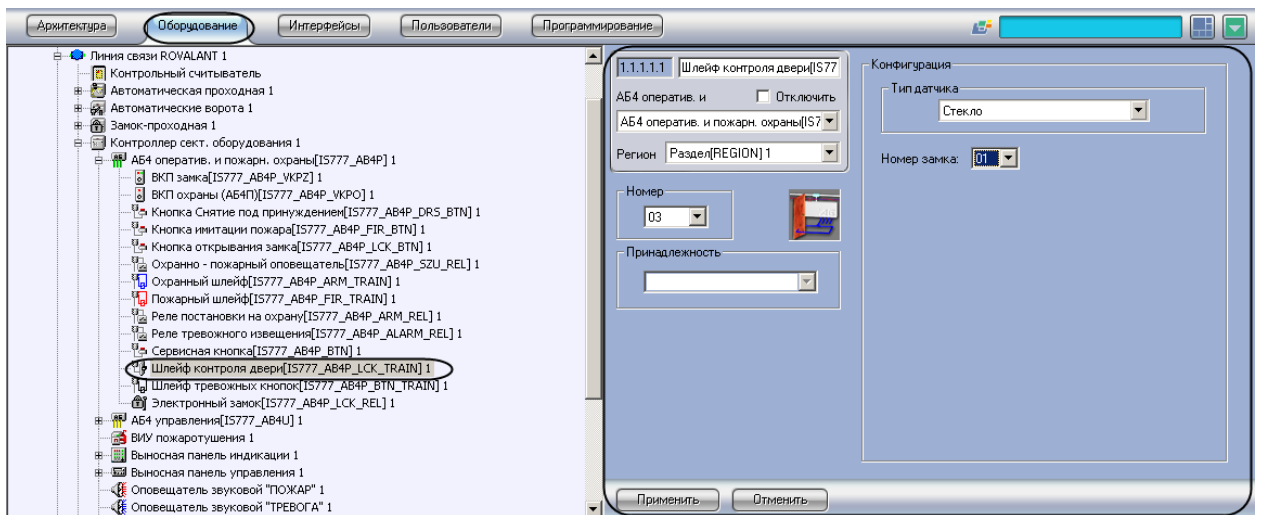 Архитектура Оборудование Интерфейсы Пользователи Программирование
Линия связи ROVALANT 1
Контрольный считыватель
Автоматическая проходная 1
Автоматические ворота 1
Замок-проходная 1
Контроллер сект. оборудования 1
АБ4 оператив. и пожарн. охраны[IS777_AB4P] 1
ВКП замка[IS777_AB4P_VKPZ] 1
ВКП охраны (АБ4П)[IS777_AB4P_VKPO] 1
Кнопка Снятие под принуждением[IS777_AB4P_DRS_BTN] 1
Кнопка имитации пожара[IS777_AB4P_FIR_BTN] 1
Кнопка открывания замка[IS777_AB4P_LCK_BTN] 1
Охранно - пожарный оповещатель[IS777_AB4P_SZU_REL] 1
Охранный шлейф[IS777_AB4P_ARM_TRAIN] 1
Пожарный шлейф[IS777_AB4P_FIR_TRAIN] 1
Реле постановки на охрану[IS777_AB4P_ARM_REL] 1
Реле тревожного извещения[IS777_AB4P_ALARM_REL] 1
Сервисная кнопка[IS777_AB4P_BTN] 1
Шлейф контроля двери[IS777_AB4P_LCK_TRAIN] 1
Шлейф тревожных кнопок[IS777_AB4P_BTN_TRAIN] 1
Электронный замок[IS777_AB4P_LCK_REL] 1
АБ4 управления[IS777_AB4U] 1
ВИУ пожаротушения 1
Выносная панель индикации 1
Выносная панель управления 1
Оповещатель звуковой "ПОЖАР" 1
Оповещатель звуковой "ТРЕВОГА" 1
1.1.1.1.1 Шлейф контроля двери[IS77
АБ4 оператив. и Отключить
АБ4 оператив. и пожарн. охраны[IS7
Регион Раздел[REGION] 1
Номер
03
Принадлежность
Конфигурация
Тип датчика
Стекло
Номер замка: 01
Применить Отменить